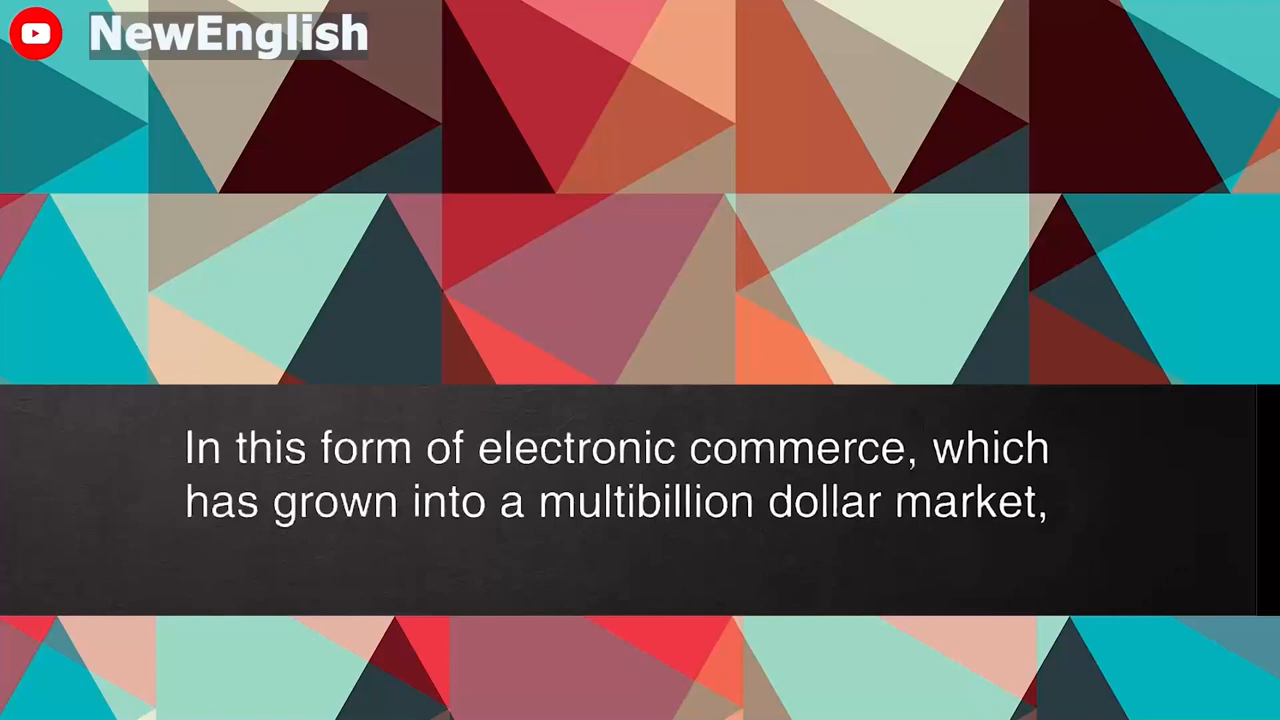 NewEnglish
In this form of electronic commerce, which
has grown into a multibillion dollar market,